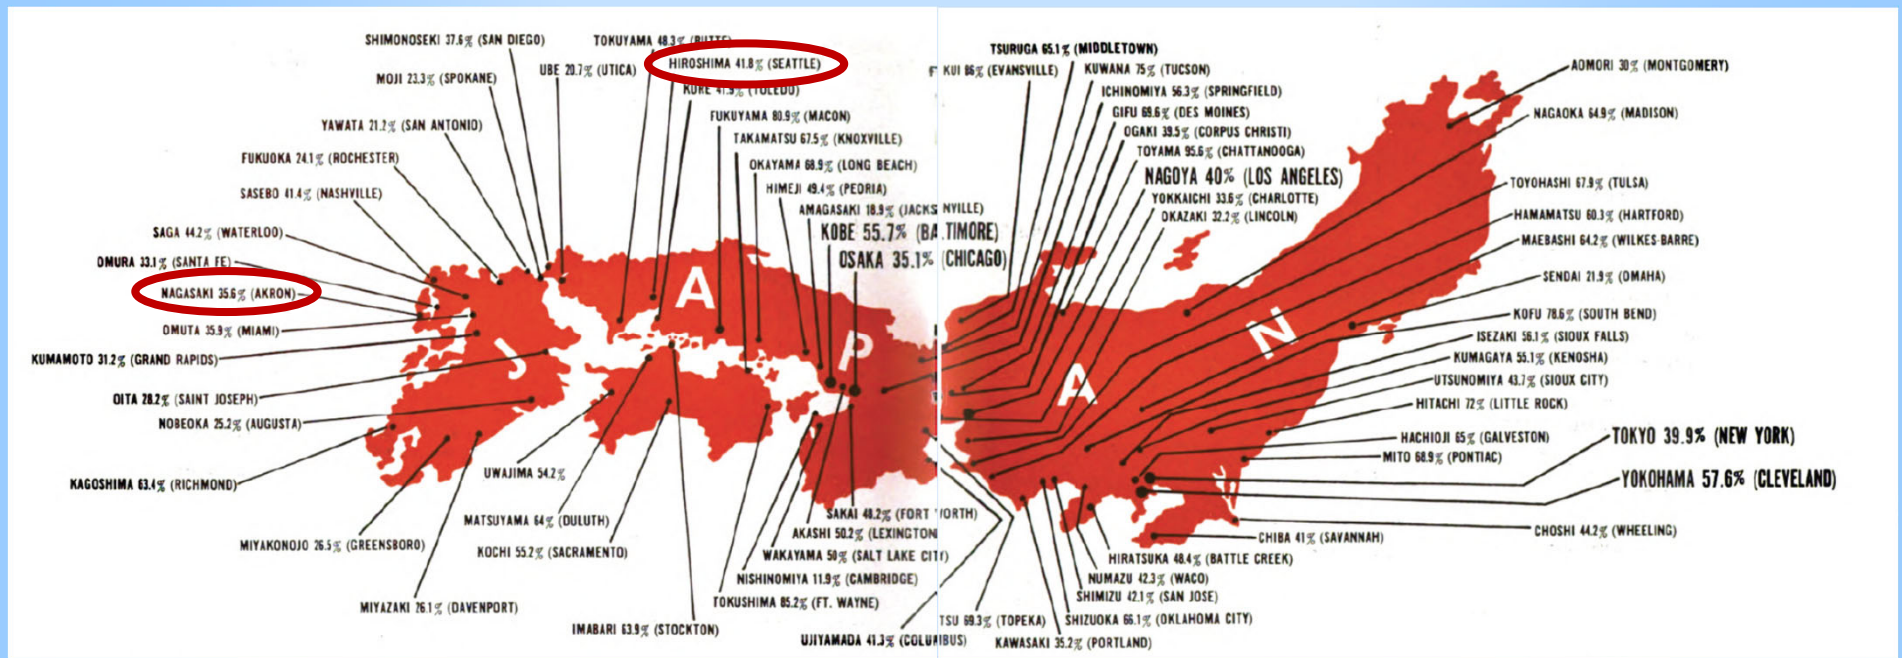 SHIMONOSEKI 37.6% (SAN DIEGO)
TOKUYAMA 48.3% (BUTTE)
HIROSHIMA 41.8% (SEATTLE)
UBE 20.7% (UTICA)
MOJI 23.3% (SPOKANE)
KURE 41.9% (TOLEDO)
FUKUYAMA 80.9% (MACON)
YAWATA 21.2% (SAN ANTONIO)
TAKAMATSU 67.5% (KNOXVILLE)
FUKUOKA 24.1% (ROCHESTER)
OKAYAMA 68.9% (LONG BEACH)
SASEBO 41.4% (NASHVILLE)
HIMEJI 49.4% (PEORIA)
AMAGASAKI 18.9% (JACKS NVILLE)
SAGA 44.2% (WATERLOO)
KOBE 55.7% (BA TIMORE)
OMURA 33.1% (SANTA FE)
OSAKA 35.1% (CHICAGO)
NAGASAKI 35.6% (AKRON)
OMUTA 35.9% (MIAMI)
KUMAMOTO 31.2% (GRAND RAPIDS)
OITA 28.2% (SAINT JOSEPH)
NOBEOKA 25.2% (AUGUSTA)
KAGOSHIMA 63.4% (RICHMOND)
MIYAKONOJO 26.5% (GREENSBORO)
MIYAZAKI 26.1% (DAVENPORT)
UWAJIMA 54.2%
MATSUYAMA 64% (DULUTH)
KOCHI 55.2% (SACRAMENTO)
IMABARI 63.9% (STOCKTON)
SAKAI 48.2% (FORT WORTH)
AKASHI 50.2% (LEXINGTON
WAKAYAMA 50% (SALT LAKE CITY)
NISHINOMIYA 11.9% (CAMBRIDGE)
TOKUSHIMA 85.2% (FT. WAYNE)
UJIYAMADA 41.3% (COLUMBUS)
J A P A N
TSURUGA 65.1% (MIDDLETOWN)
F KUI 86% (EVANSVILLE)
KUWANA 75% (TUCSON)
ICHINOMIYA 56.3% (SPRINGFIELD)
GIFU 69.6% (DES MOINES)
OGAKI 39.5% (CORPUS CHRISTI)
TOYAMA 95.6% (CHATTANOOGA)
NAGOYA 40% (LOS ANGELES)
YOKKAICHI 33.6% (CHARLOTTE)
OKAZAKI 32.2% (LINCOLN)
AOMORI 30% (MONTGOMERY)
NAGAOKA 64.9% (MADISON)
TOYOHASHI 67.9% (TULSA)
HAMAMATSU 60.3% (HARTFORD)
MAEBASHI 64.2% (WILKES BARRE)
SENDAI 21.9% (OMAHA)
KOFU 78.6% (SOUTH BEND)
ISEZAKI 56.1% (SIOUX FALLS)
KUMAGAYA 55.1% (KENOSHA)
UTSUNOMIYA 43.7% (SIOUX CITY)
HITACHI 72% (LITTLE ROCK)
HACHIOJI 65% (GALVESTON)
MITO 68.9% (PONTIAC)
TOKYO 39.9% (NEW YORK)
YOKOHAMA 57.6% (CLEVELAND)
CHOSHI 44.2% (WHEELING)
CHIBA 41% (SAVANNAH)
HIRATSUKA 48.4% (BATTLE CREEK)
NUMAZU 42.3% (WACO)
SHIMIZU 42.1% (SAN JOSE)
TSU 69.3% (TOPEKA)
SHIZUOKA 66.1% (OKLAHOMA CITY)
KAWASAKI 35.2% (PORTLAND)